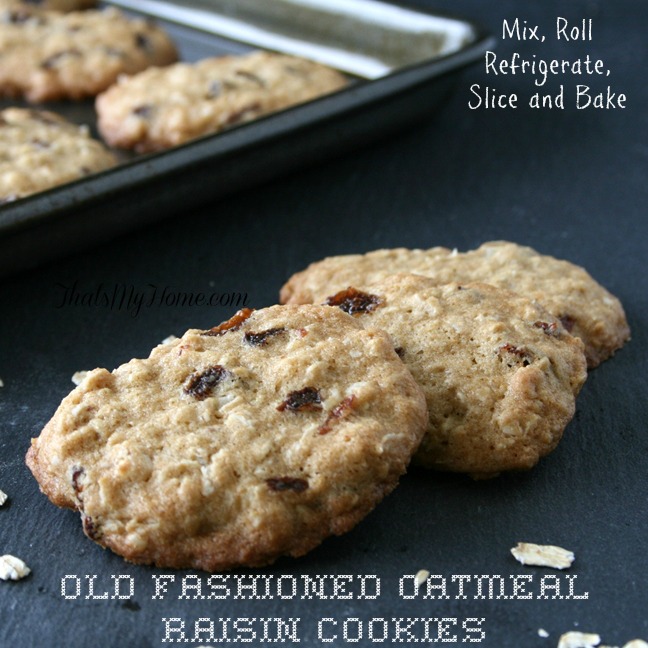 Mix, Roll
Refrigerate,
Slice and Bake
ThatsMyHome.com
OLD FASHIONED OATMEAL
RAISIN COOKIES